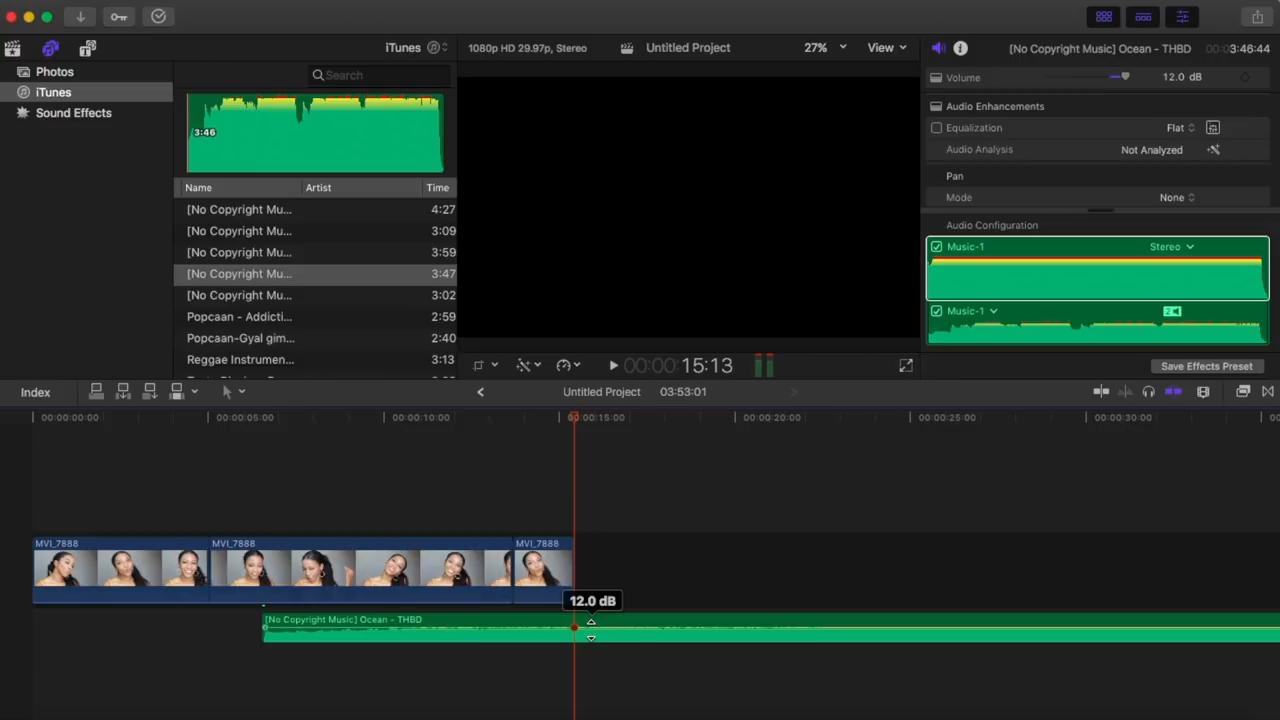 iTunes
1080p HD 29.97p, Stereo
Untitled Project
27%
View
[No Copyright Music] Ocean - THBD
00:03:46:44
Photos
iTunes
Sound Effects
Search
3:46
Name Artist Time
[No Copyright Mu... 4:27
[No Copyright Mu... 3:09
[No Copyright Mu... 3:59
[No Copyright Mu... 3:47
[No Copyright Mu... 3:02
Popcaan - Addicti... 2:59
Popcaan-Gyal gim... 2:40
Reggae Instrumen... 3:13
Volume 12.0 dB
Audio Enhancements
Equalization Flat
Audio Analysis Not Analyzed
Pan
Mode None
Audio Configuration
Music-1 Stereo
Music-1
00:00:15:13
Save Effects Preset
Index
Untitled Project 03:53:01
00:00:00:00 00:00:05:00 00:00:10:00 00:00:15:00 00:00:20:00 00:00:25:00 00:00:30:00
MVI_7888 MVI_7888 MVI_7888
12.0 dB
[No Copyright Music] Ocean - THBD